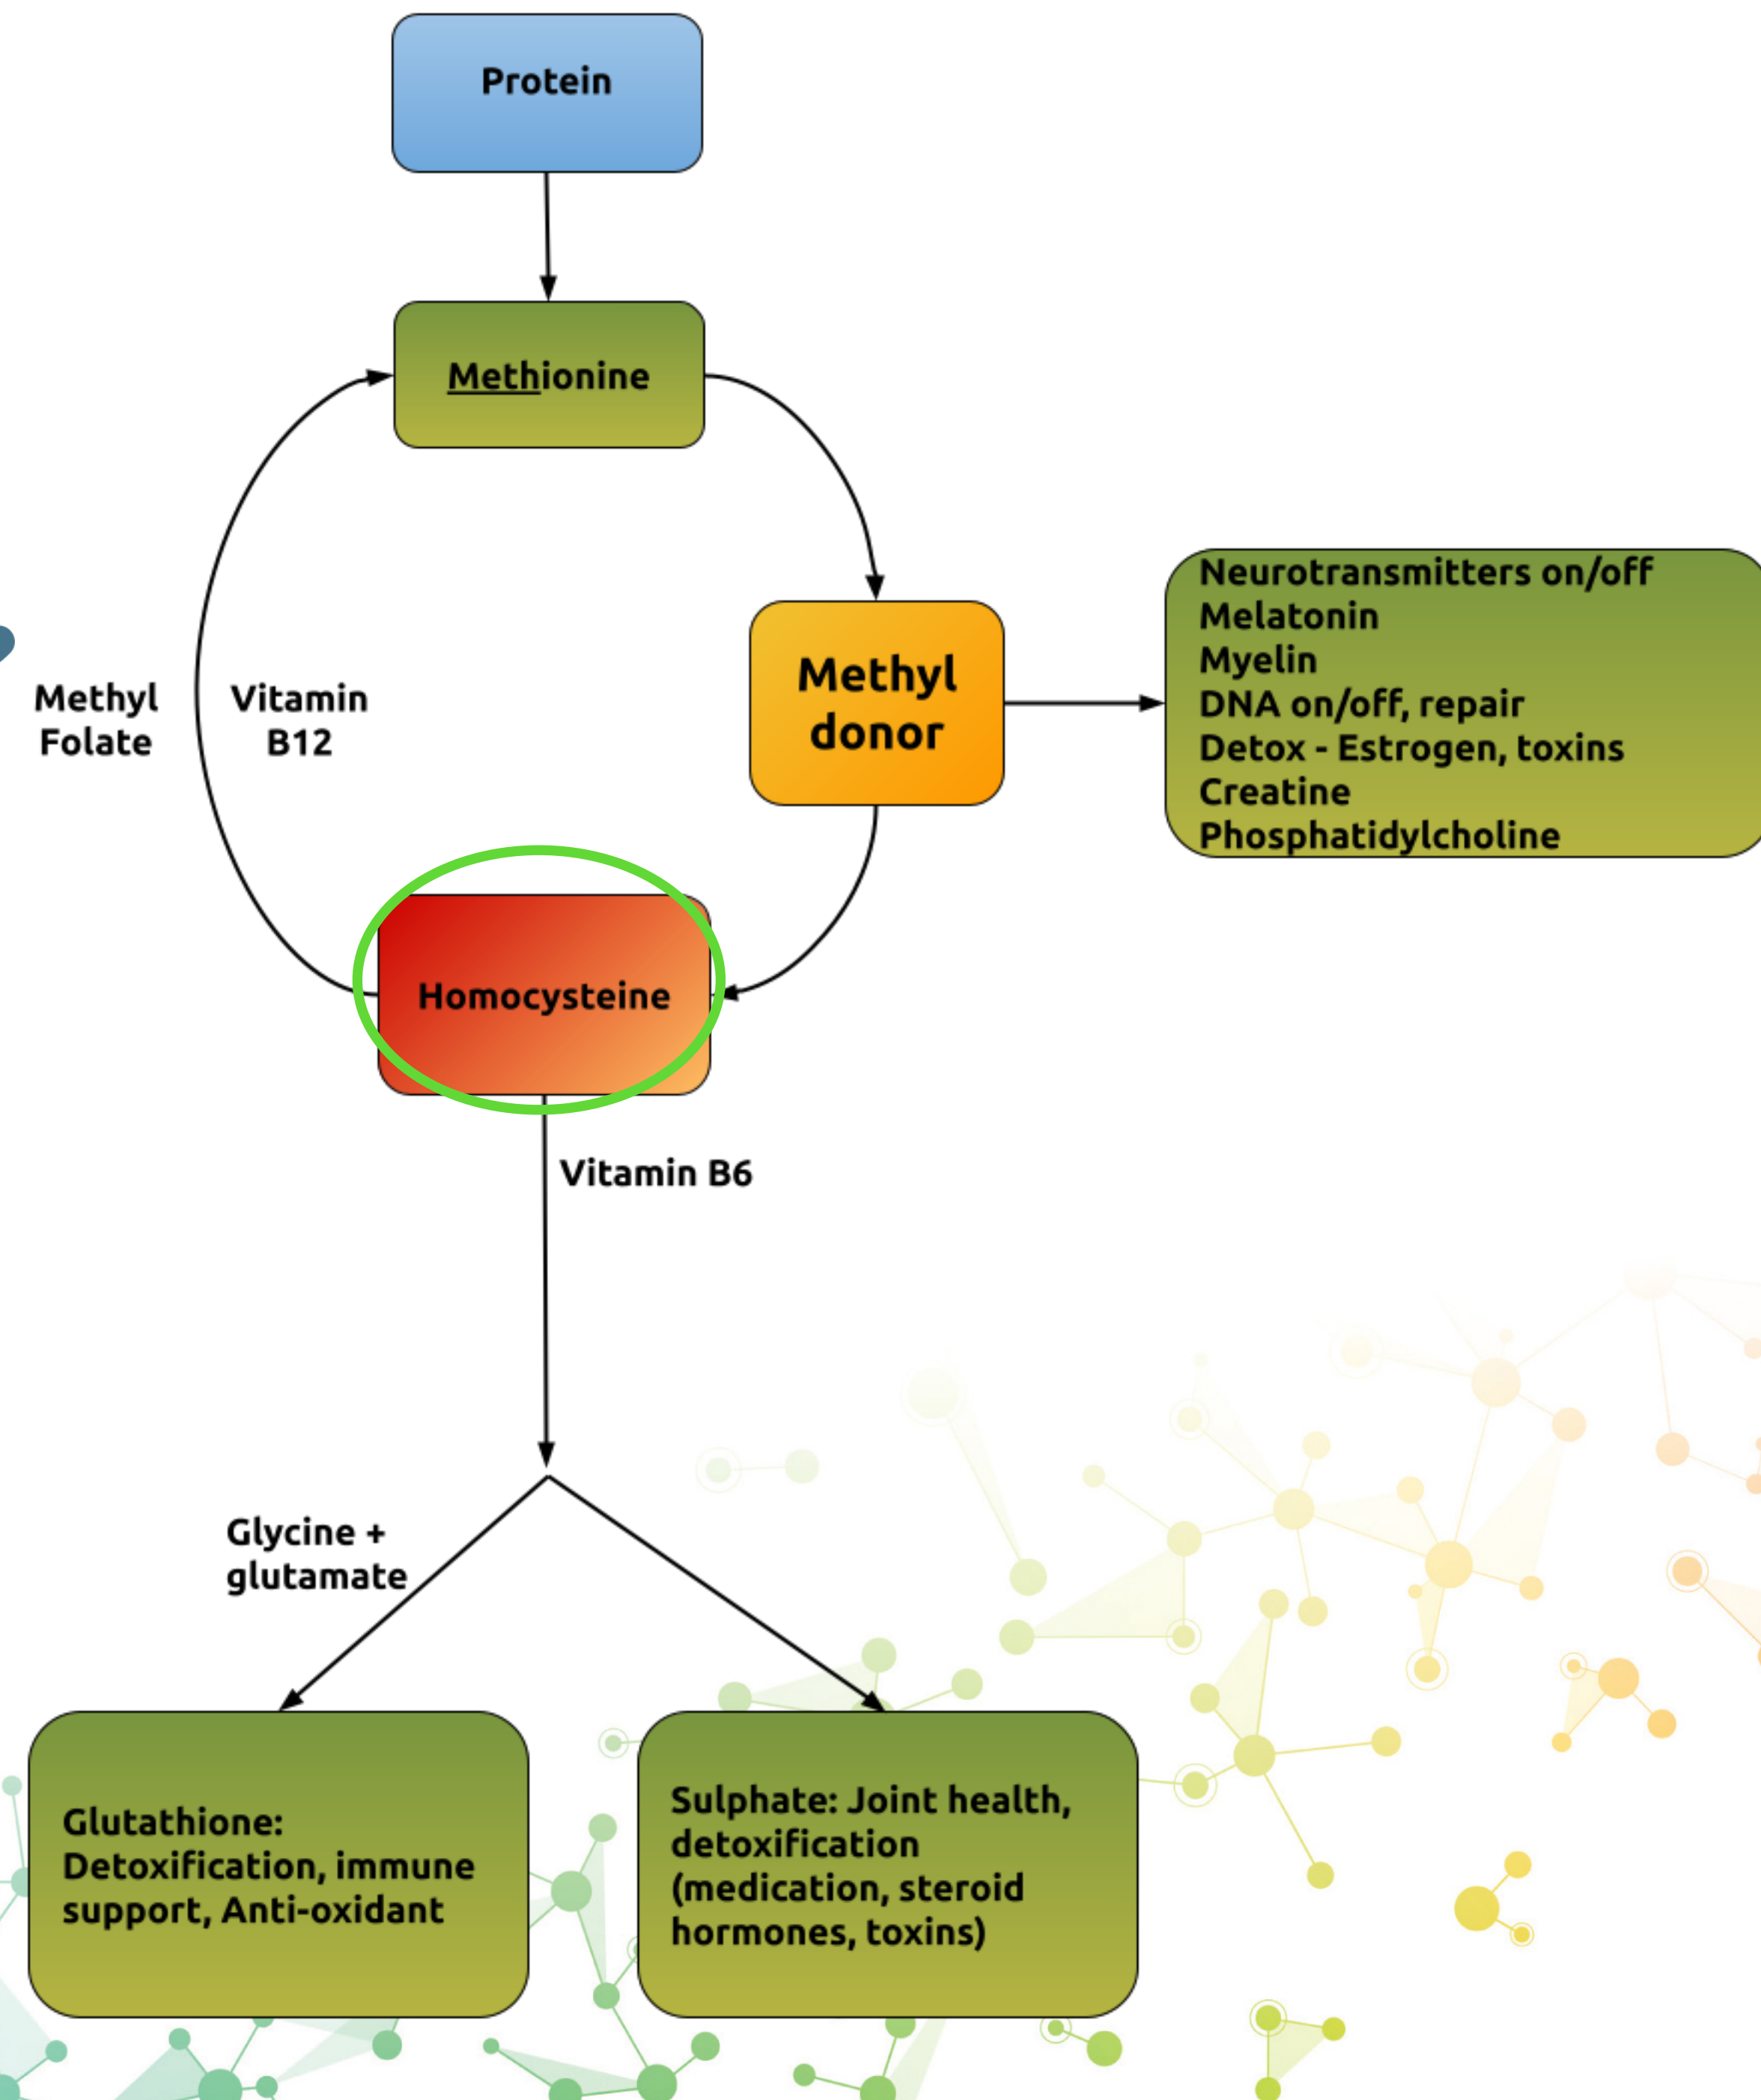 Protein
Methionine
Neurotransmitters on/off
Melatonin
Myelin
DNA on/off, repair
Detox - Estrogen, toxins
Creatine
Phosphatidylcholine
Methyl
donor
Methyl
Folate
Vitamin
B12
Homocysteine
Vitamin B6
Glycine +
glutamate
Glutathione:
Detoxification, immune
support, Anti-oxidant
Sulphate: Joint health,
detoxification
(medication, steroid
hormones, toxins)